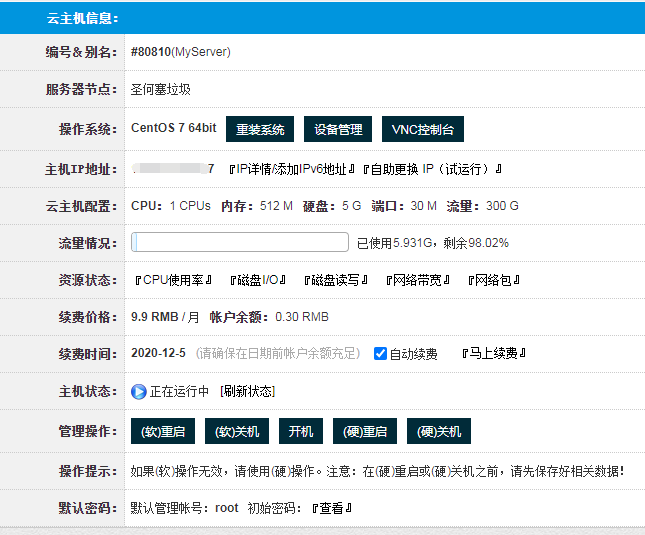 云主机信息：
编号＆别名： #80810(MyServer)
服务器节点： 圣何塞垃圾
操作系统： CentOS 7 64bit 重装系统 设备管理 VNC控制台
主机IP地址： 7 『IP详情/添加IPv6地址』『自助更换 IP（试运行）』
云主机配置： CPU：1 CPUs 内存：512 M 硬盘：5 G 端口：30 M 流量：300 G
流量情况： 已使用5.931G，剩余98.02%
资源状态： 『CPU使用率』 『磁盘I/O』 『磁盘读写』 『网络带宽』 『网络包』
续费价格： 9.9 RMB / 月 帐户余额：0.30 RMB
续费时间： 2020-12-5 (请确保在日期前帐户余额充足) 自动续费 『马上续费』
主机状态： 正在运行中 [刷新状态]
管理操作： (软)重启 (软)关机 开机 (硬)重启 (硬)关机
操作提示： 如果(软)操作无效，请使用(硬)操作。注意：在(硬)重启或(硬)关机之前，请先保存好相关数据！
默认密码： 默认管理帐号：root 初始密码：『查看』